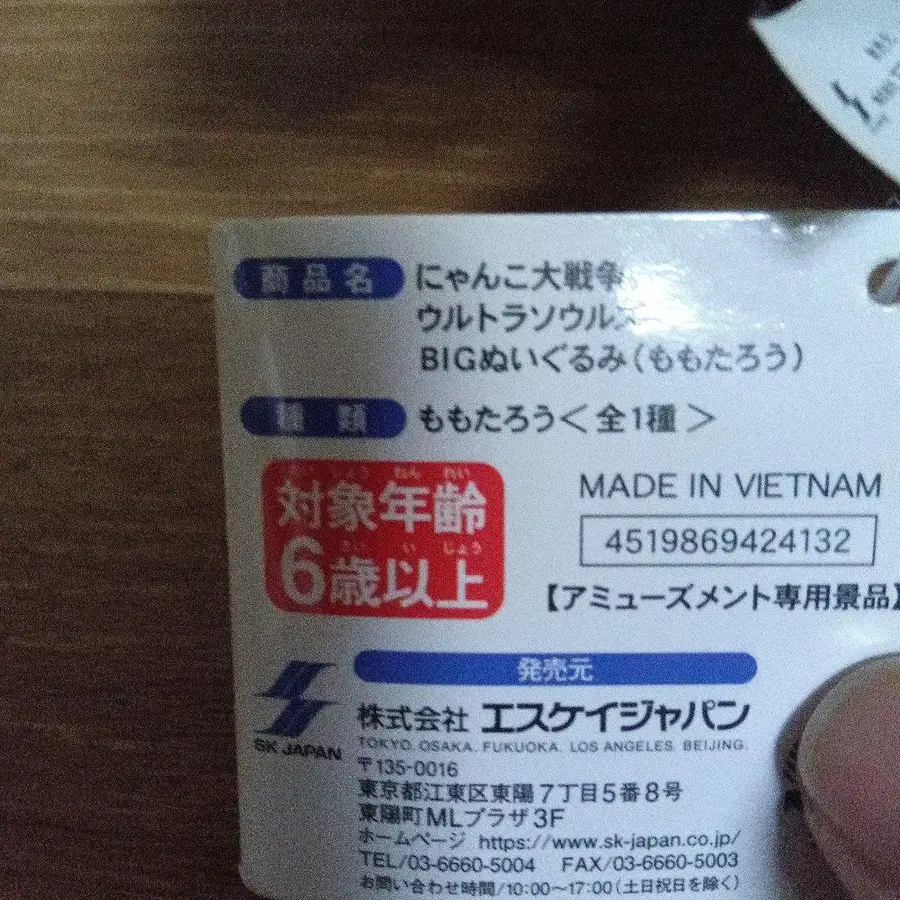 商品名 にゃんこ大戦争
ウルトラソウルズ
BIGぬいぐるみ(ももたろう)
種類 ももたろう<全1種>
対象年齢
6歳以上
MADE IN VIETNAM
4519869424132
【アミューズメント専用景品】
発売元
SK JAPAN
株式会社 エスケイジャパン
TOKYO. OSAKA. FUKUOKA. LOS ANGELES. BEIJING.
〒135-0016
東京都江東区東陽7丁目5番8号
東陽町MLプラザ3F
ホームページ https://www.sk-japan.co.jp/
TEL/03-6660-5004 FAX/03-6660-5003
お問い合わせ時間/10:00~17:00(土日祝日を除く)